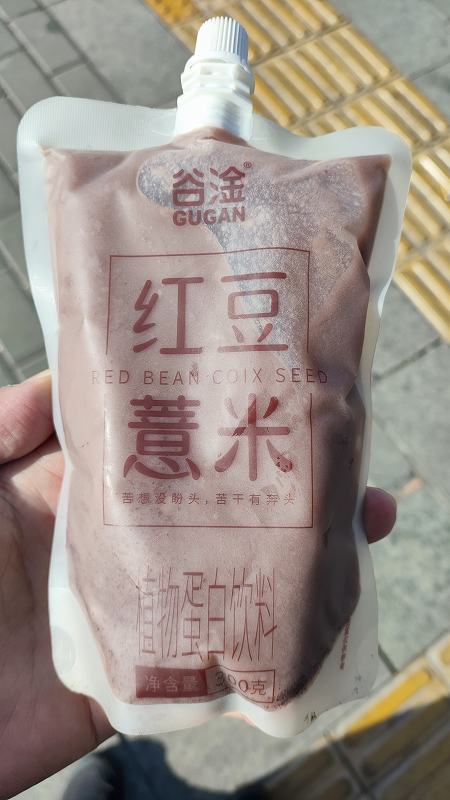 谷淦®
GUGAN
红豆
RED BEAN·COIX SEED
薏米
苦想没盼头，苦干有奔头
植物蛋白饮料
净含量 300克